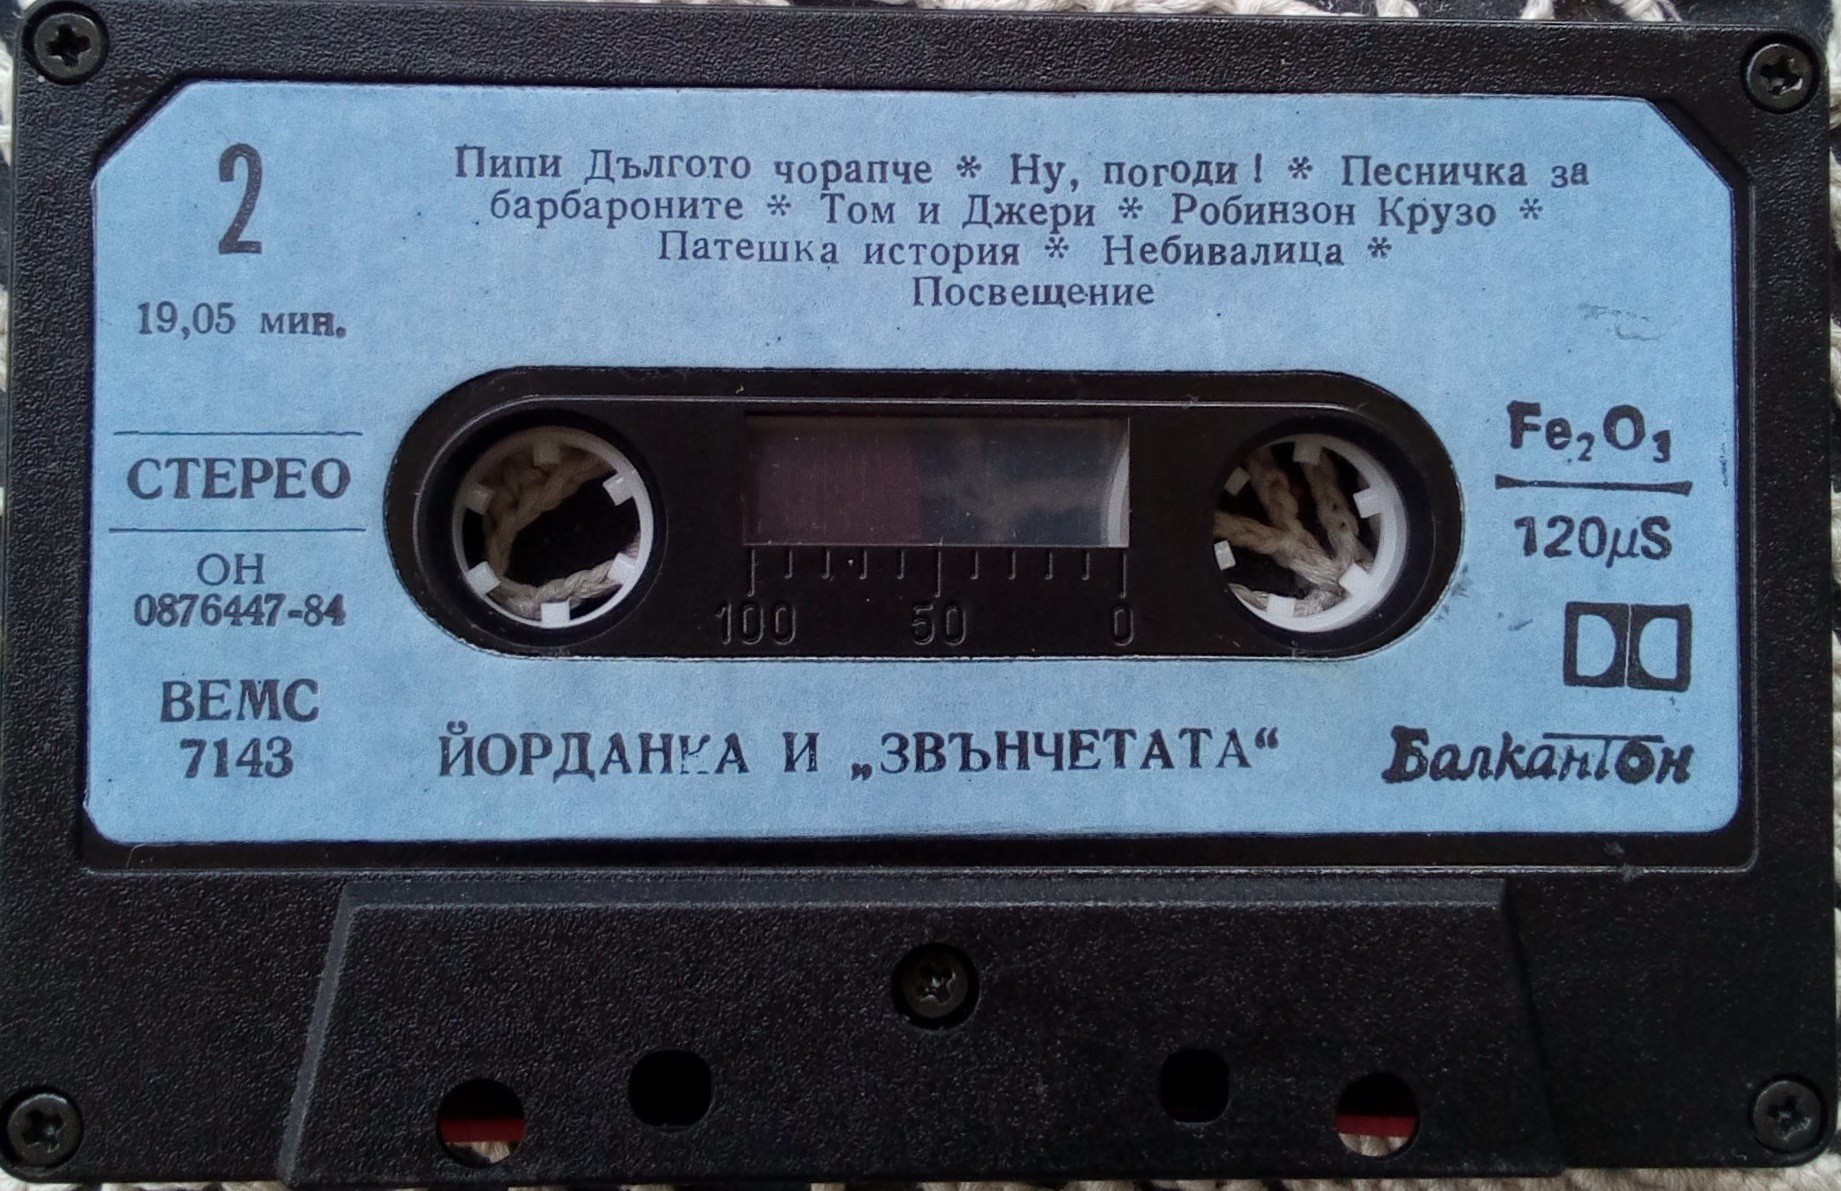 2
19,05 мин.
Пипи Дългото чорапче * Ну, погоди ! * Песничка за
барбароните * Том и Джери * Робинзон Крузо *
Патешка история * Небивалица *
Посвещение
СТЕРЕО
ОН
0876447-84
ВЕМС
7143
100 50 0
Fe₂O₃
120µS
ЙОРДАНКА И „ЗВЪНЧЕТАТА“
Балкантон